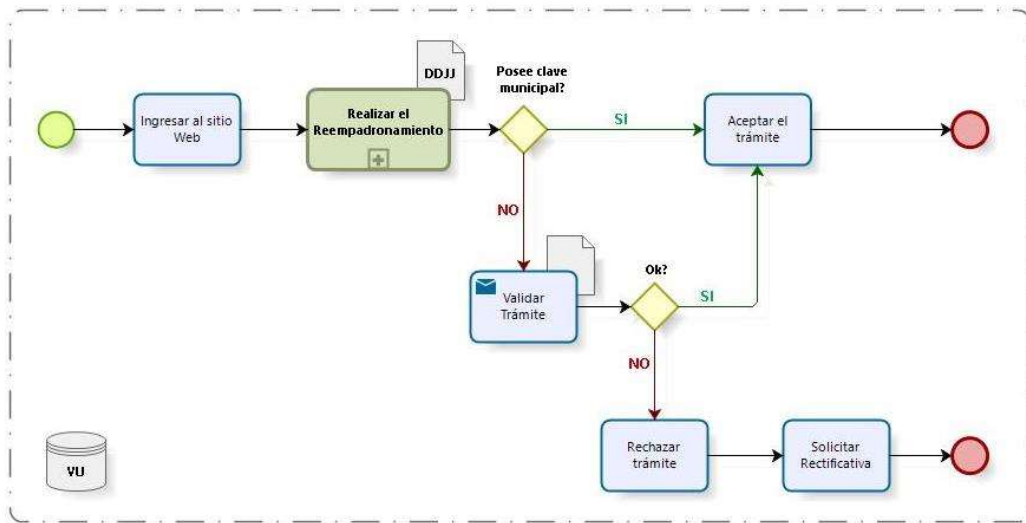 DDJJ
Posee clave
municipal?
Ingresar al sitio
Web
Realizar el
Reempadronamiento
SI
Aceptar el
trámite
NO
Validar
Trámite
Ok?
SI
NO
Rechazar
trámite
Solicitar
Rectificativa
VU